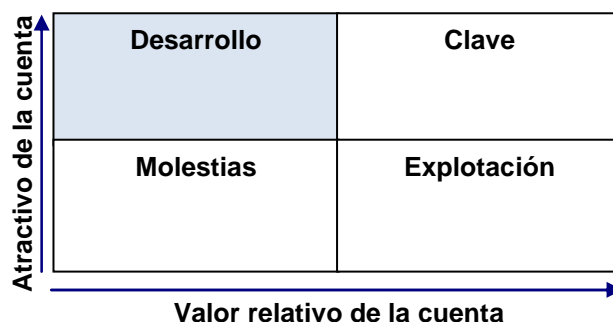 Atractivo de la cuenta
Desarrollo
Clave
Molestias
Explotación
Valor relativo de la cuenta